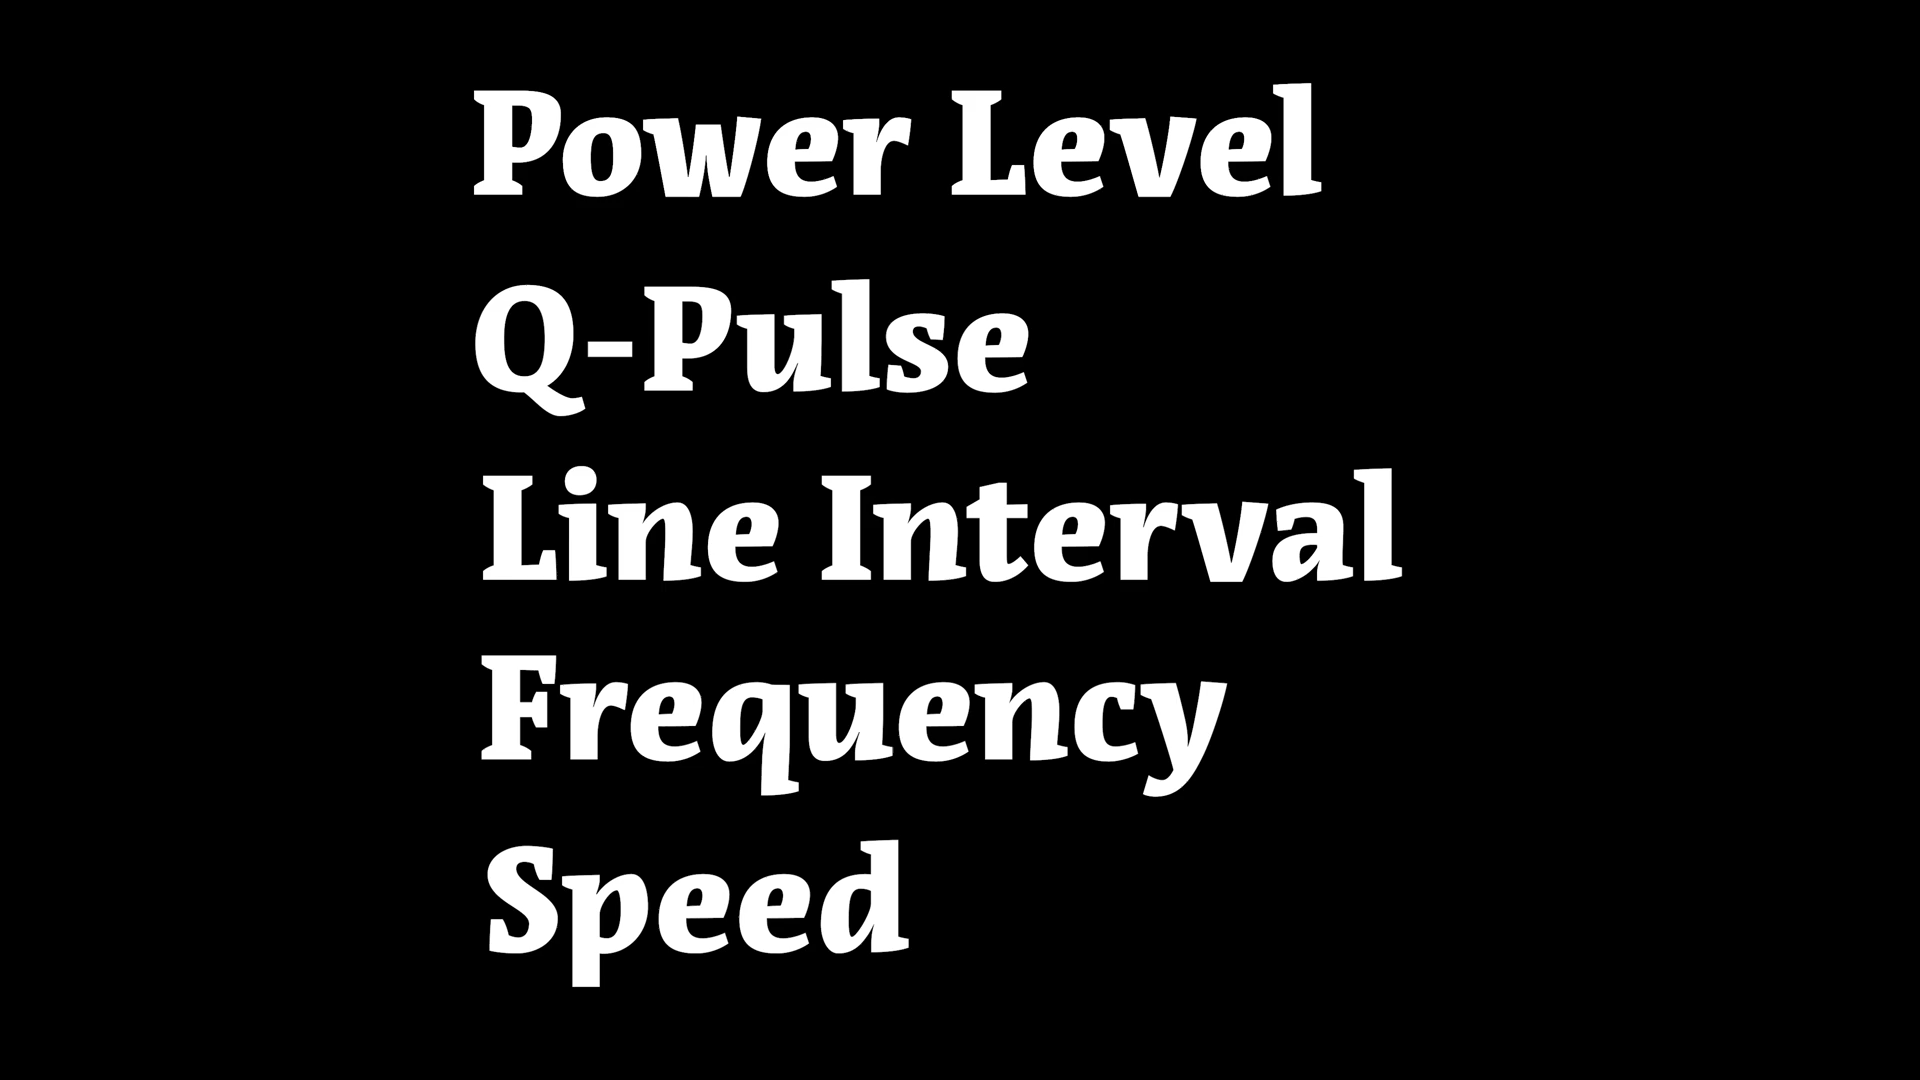 Power Level
Q-Pulse
Line Interval
Frequency
Speed